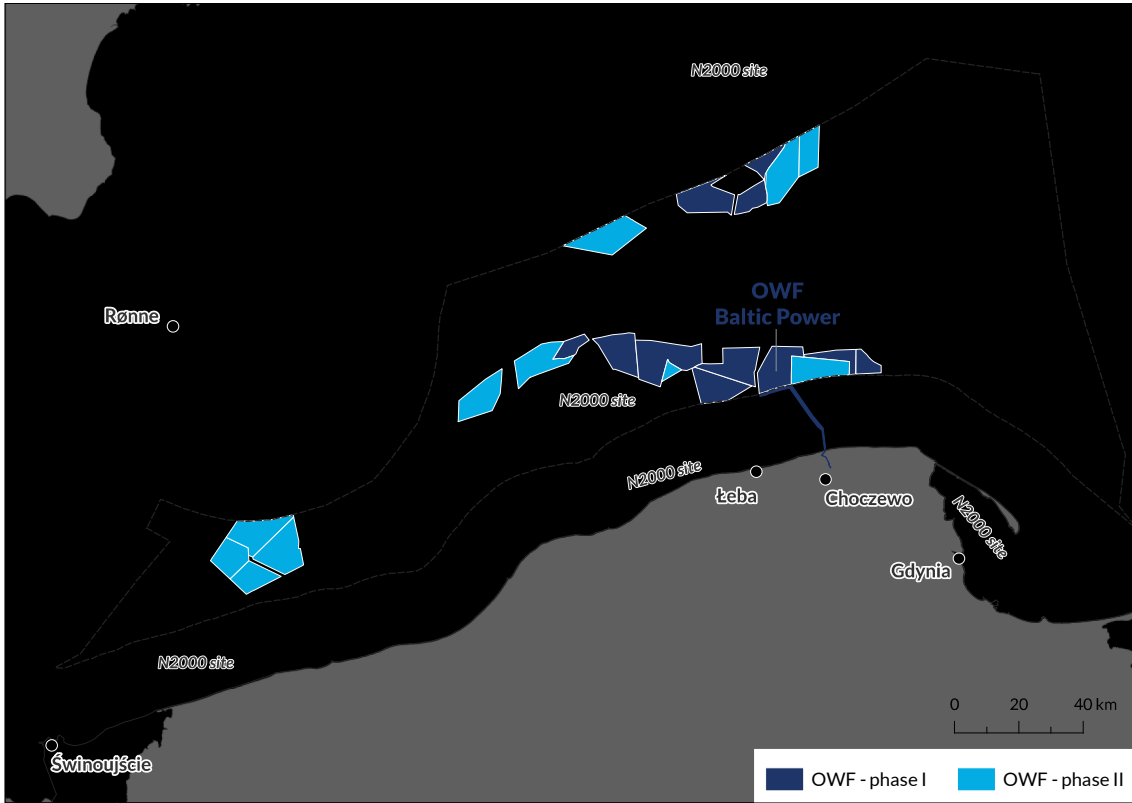 N2000 site
OWF
Baltic Power
Rønne
N2000 site
N2000 site
Łeba
Choczewo
N2000 site
Gdynia
N2000 site
0 20 40 km
Świnoujście
OWF - phase I OWF - phase II